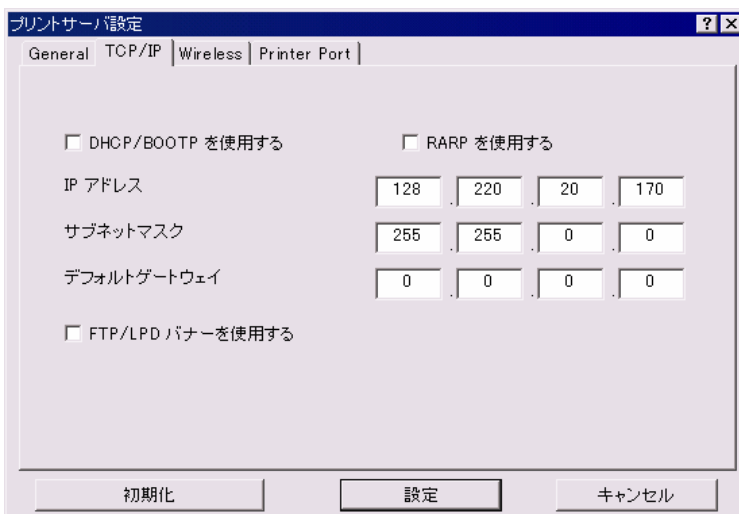 プリントサーバ設定
General TCP/IP Wireless Printer Port
DHCP/BOOTP を使用する RARP を使用する
IP アドレス 128 . 220 . 20 . 170
サブネットマスク 255 . 255 . 0 . 0
デフォルトゲートウェイ 0 . 0 . 0 . 0
FTP/LPD バナーを使用する
初期化 設定 キャンセル